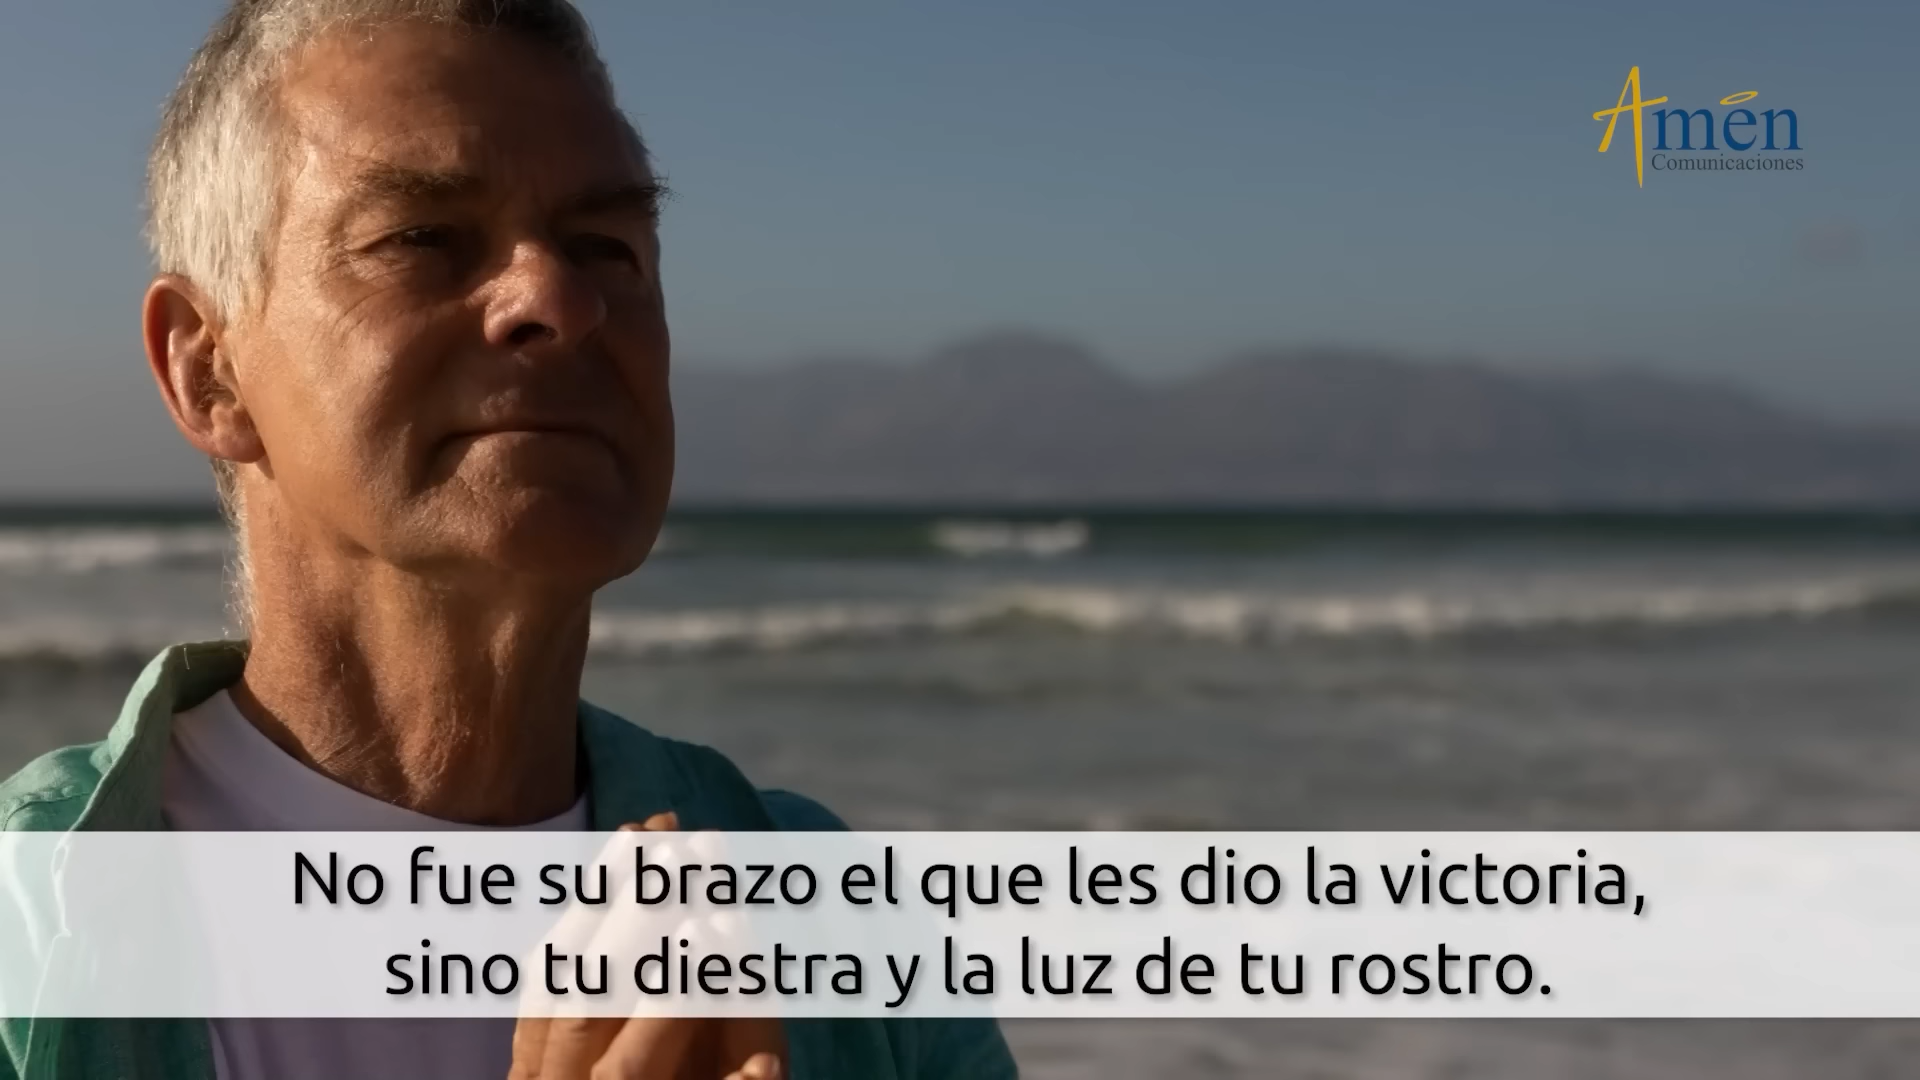 Amén
Comunicaciones
No fue su brazo el que les dio la victoria,
sino tu diestra y la luz de tu rostro.